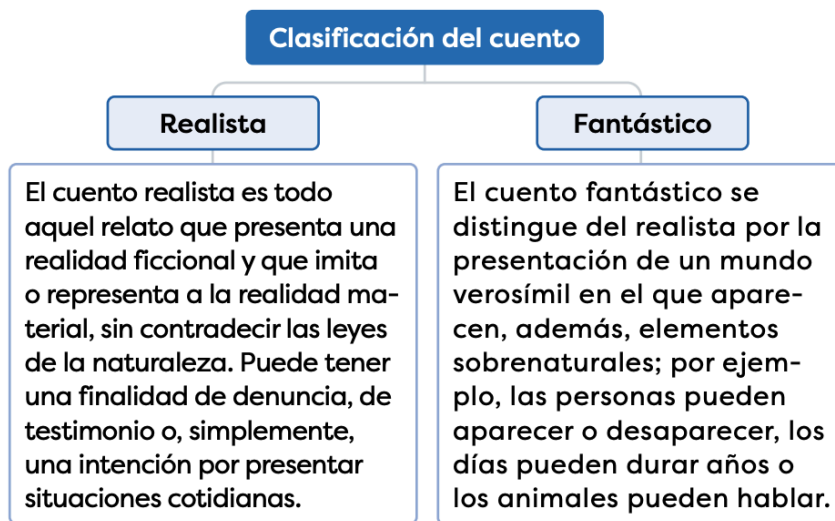 Clasificación del cuento
Realista
El cuento realista es todo
aquel relato que presenta una
realidad ficcional y que imita
o representa a la realidad ma-
terial, sin contradecir las leyes
de la naturaleza. Puede tener
una finalidad de denuncia, de
testimonio o, simplemente,
una intención por presentar
situaciones cotidianas.
Fantástico
El cuento fantástico se
distingue del realista por la
presentación de un mundo
verosímil en el que apare-
cen, además, elementos
sobrenaturales; por ejem-
plo, las personas pueden
aparecer o desaparecer, los
días pueden durar años o
los animales pueden hablar.